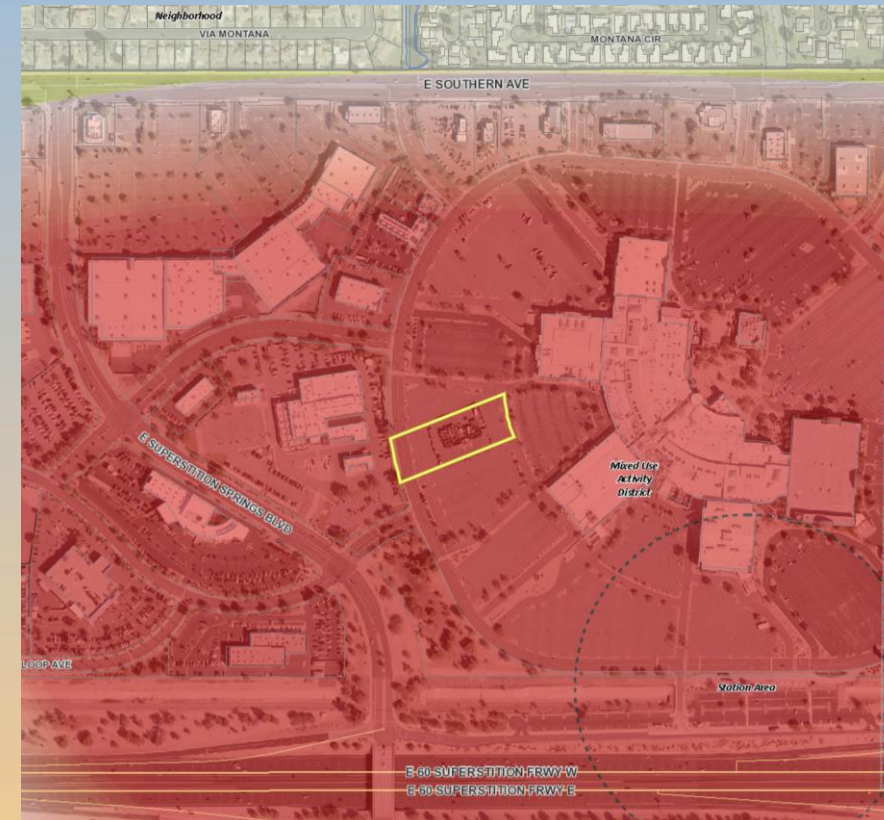 Neighborhood
VIA MONTANA
MONTANA CIR
E SOUTHERN AVE
E SUPERSTITION SPRINGS BLVD
Mixed Use
Activity
District
LOOP AVE
Station Area
E 60 SUPERSTITION FRWY W
E 60 SUPERSTITION FRWY E